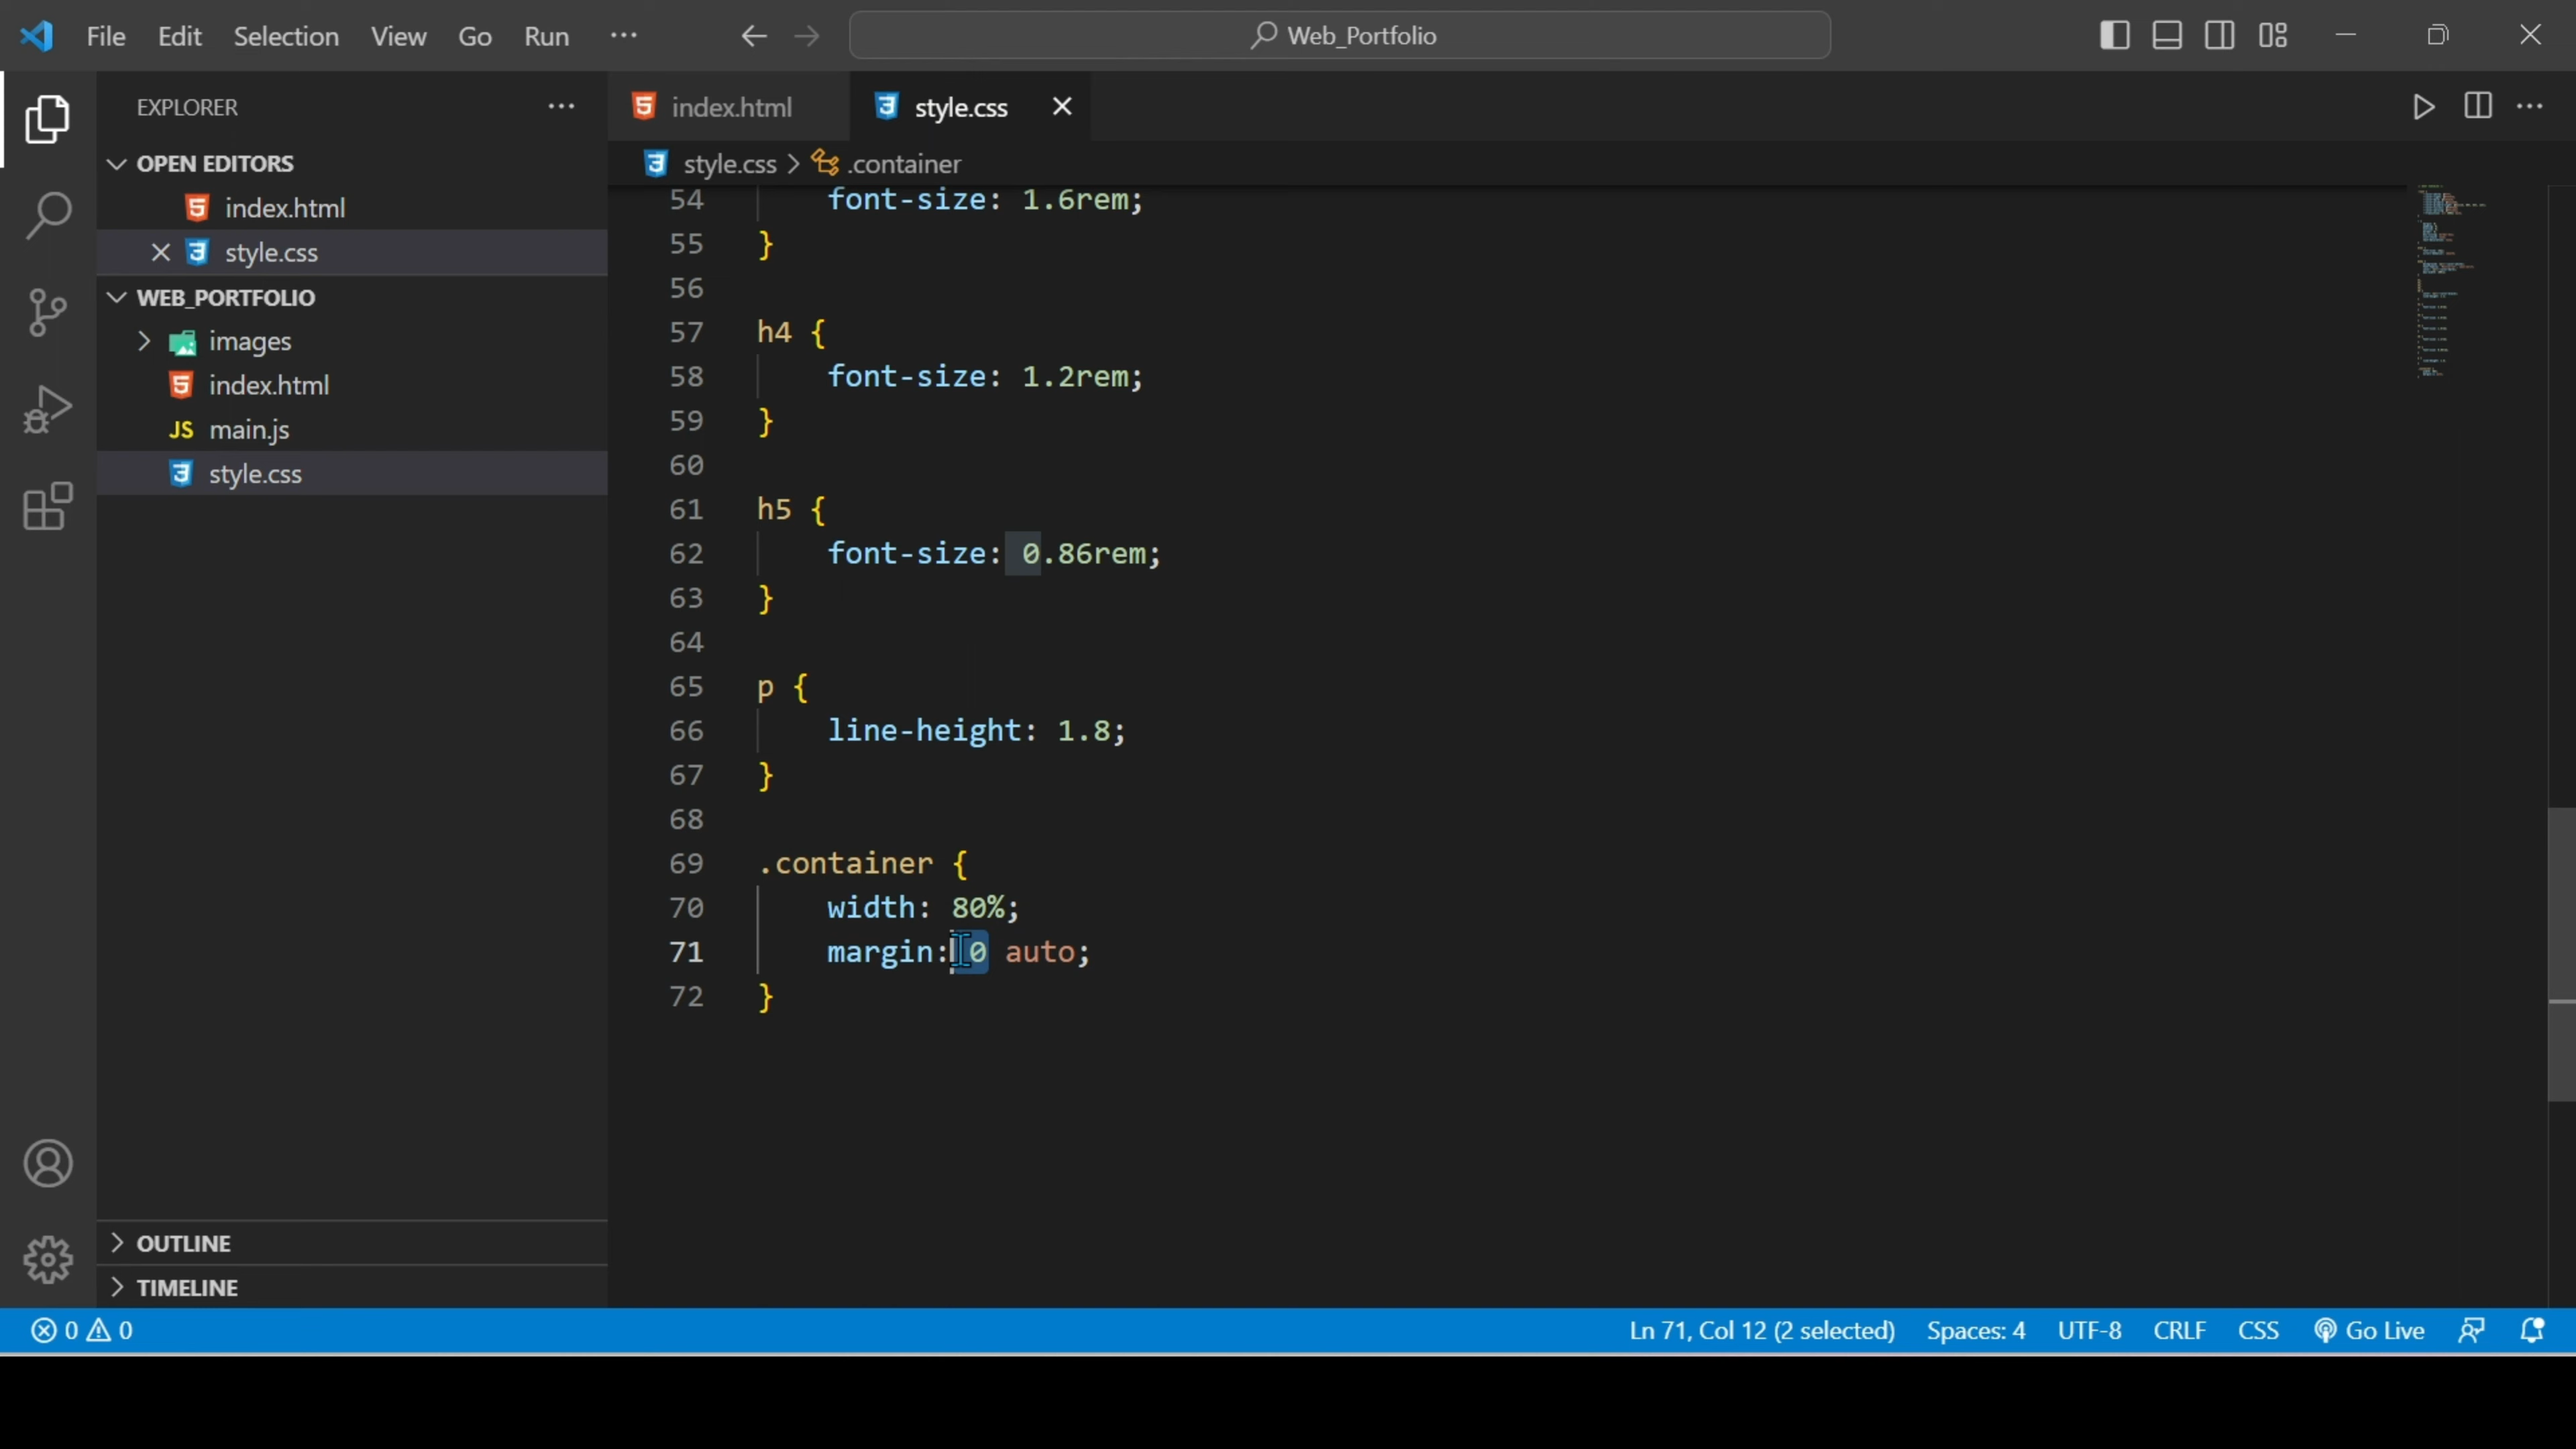 File Edit Selection View Go Run ··· Web_Portfolio
EXPLORER ···
OPEN EDITORS
index.html
style.css
WEB_PORTFOLIO
images
index.html
JS main.js
style.css
OUTLINE
TIMELINE
index.html style.css
style.css > .container
54 font-size: 1.6rem;
55 }
56
57 h4 {
58 font-size: 1.2rem;
59 }
60
61 h5 {
62 font-size: 0.86rem;
63 }
64
65 p {
66 line-height: 1.8;
67 }
68
69 .container {
70 width: 80%;
71 margin: 0 auto;
72 }
0 0 Ln 71, Col 12 (2 selected) Spaces: 4 UTF-8 CRLF CSS Go Live